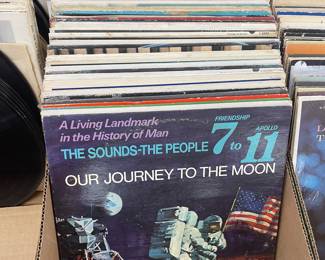 A Living Landmark
in the History of Man
FRIENDSHIP
7 to 11
APOLLO
THE SOUNDS-THE PEOPLE
OUR JOURNEY TO THE MOON